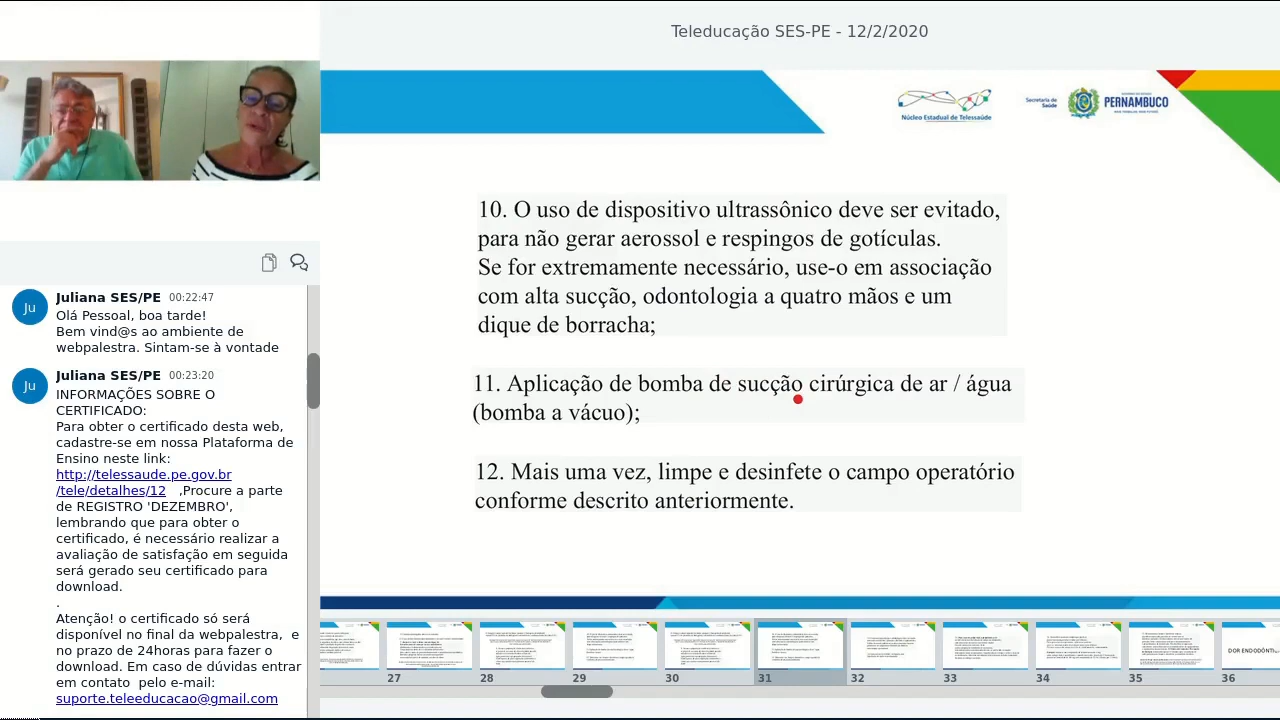 Teleducação SES-PE - 12/2/2020
Núcleo Estadual de Telessaúde
Secretaria de
Saúde
PERNAMBUCO
10. O uso de dispositivo ultrassônico deve ser evitado,
para não gerar aerossol e respingos de gotículas.
Se for extremamente necessário, use-o em associação
com alta sucção, odontologia a quatro mãos e um
dique de borracha;
11. Aplicação de bomba de sucção cirúrgica de ar / água
(bomba a vácuo);
12. Mais uma vez, limpe e desinfete o campo operatório
conforme descrito anteriormente.
Ju
Juliana SES/PE 00:22:47
Olá Pessoal, boa tarde!
Bem vind@s ao ambiente de
webpalestra. Sintam-se à vontade
Ju
Juliana SES/PE 00:23:20
INFORMAÇÕES SOBRE O
CERTIFICADO:
Para obter o certificado desta web,
cadastre-se em nossa Plataforma de
Ensino neste link:
http://telessaude.pe.gov.br
/tele/detalhes/12 ,Procure a parte
de REGISTRO 'DEZEMBRO',
lembrando que para obter o
certificado, é necessário realizar a
avaliação de satisfação em seguida
será gerado seu certificado para
download.
.
Atenção! o certificado só será
disponível no final da webpalestra, e
no prazo de 24horas para fazer o
download. Em caso de dúvidas entrar
em contato pelo e-mail:
suporte.teleeducacao@gmail.com
27 28 29 30 31 32 33 34 35 36